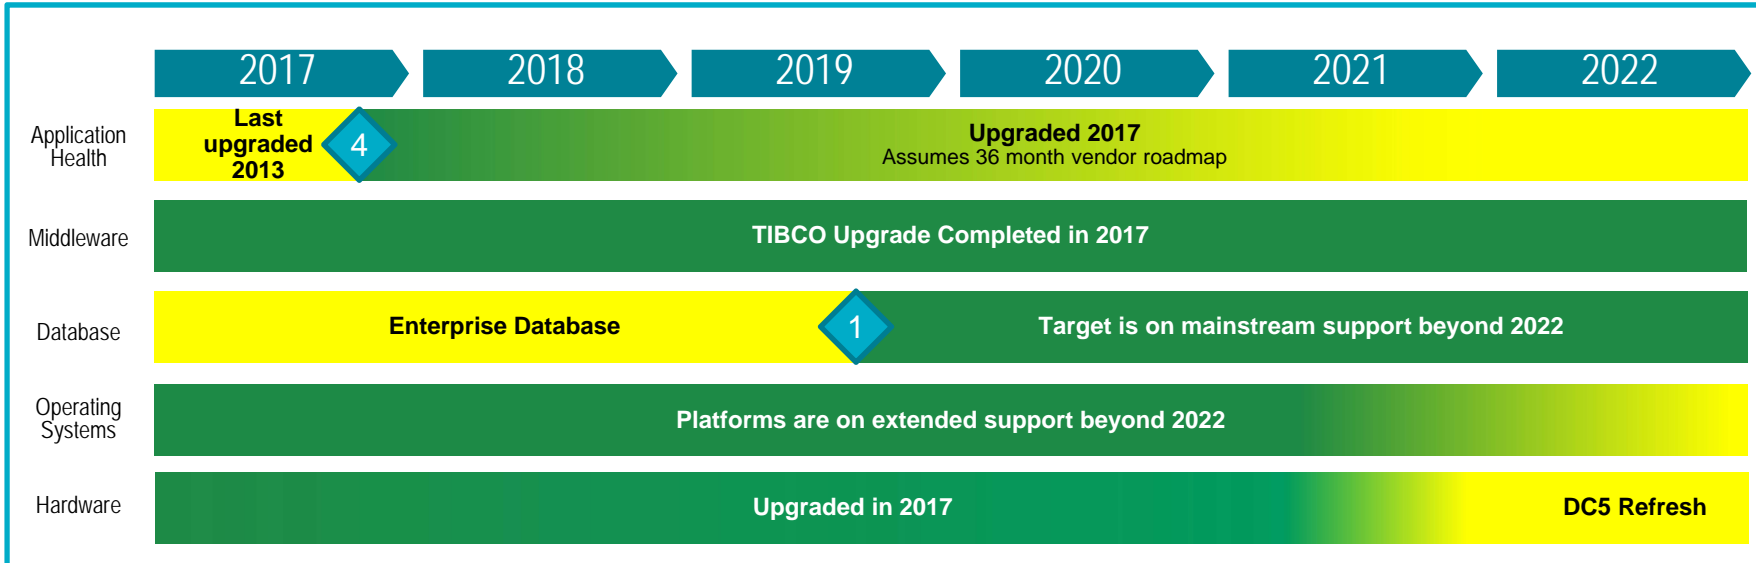 2017 2018 2019 2020 2021 2022
Application
Health
Last
upgraded
2013
4
Upgraded 2017
Assumes 36 month vendor roadmap
Middleware
TIBCO Upgrade Completed in 2017
Database
Enterprise Database
1
Target is on mainstream support beyond 2022
Operating
Systems
Platforms are on extended support beyond 2022
Hardware
Upgraded in 2017
DC5 Refresh